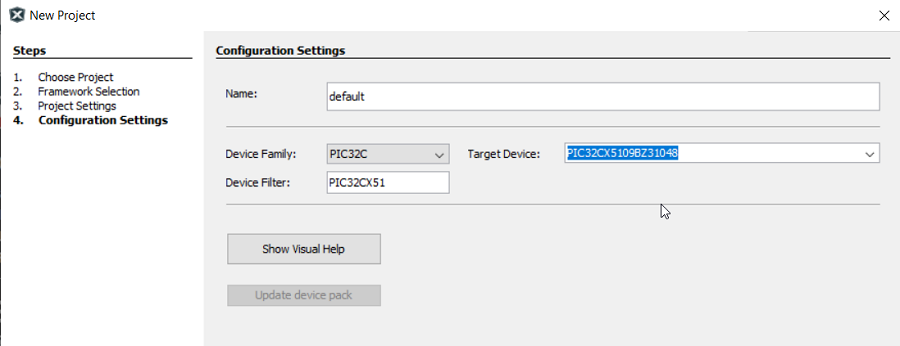 New Project
Steps
1. Choose Project
2. Framework Selection
3. Project Settings
4. Configuration Settings
Configuration Settings
Name: default
Device Family: PIC32C Target Device: PIC32CX5109BZ31048
Device Filter: PIC32CX51
Show Visual Help
Update device pack